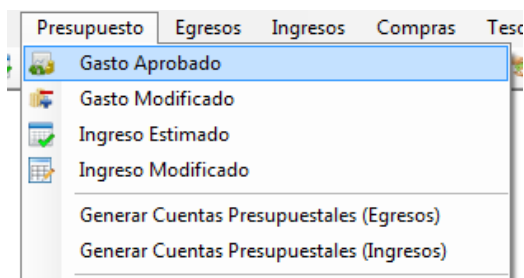 Presupuesto Egresos Ingresos Compras
Gasto Aprobado
Gasto Modificado
Ingreso Estimado
Ingreso Modificado
Generar Cuentas Presupuestales (Egresos)
Generar Cuentas Presupuestales (Ingresos)